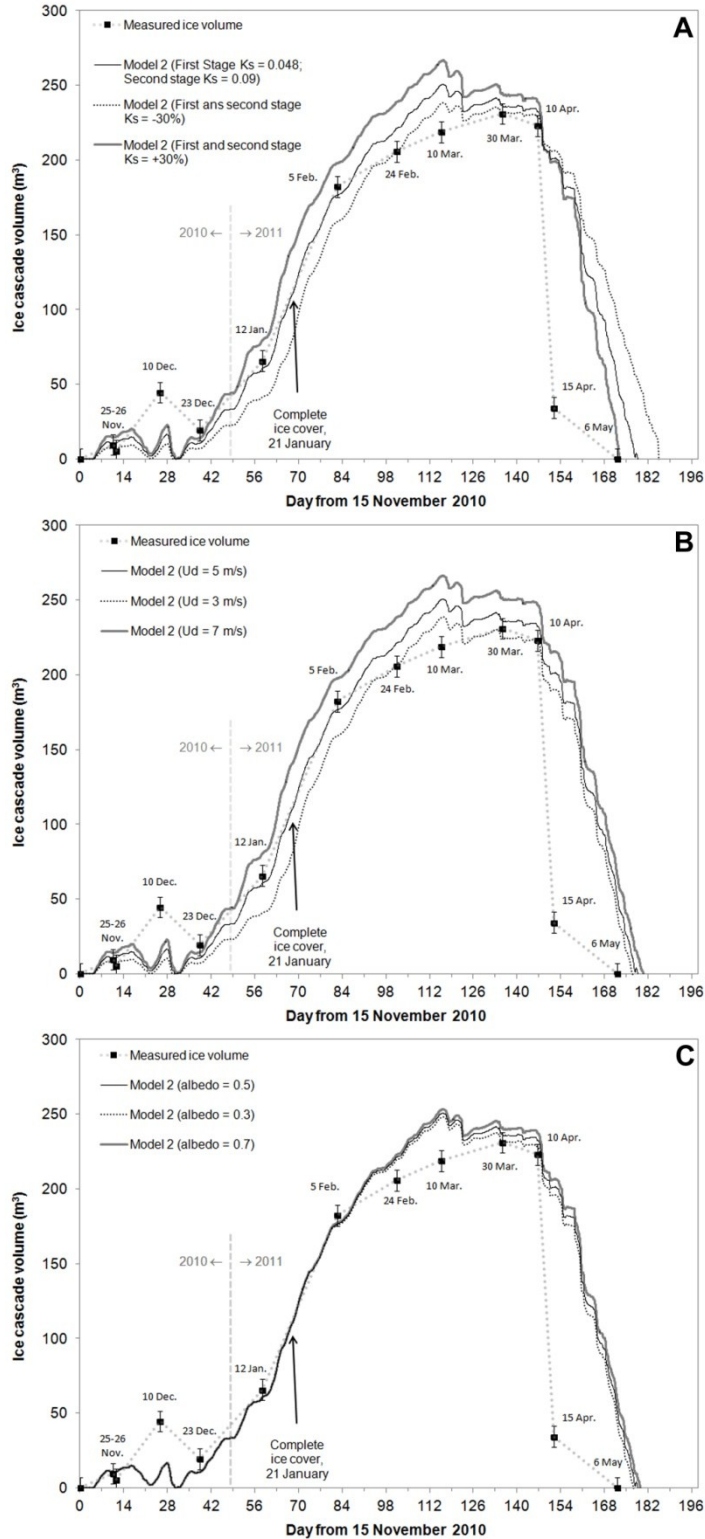 A
Measured ice volume
Model 2 (First Stage Ks = 0.048;
Second stage Ks = 0.09)
Model 2 (First ans second stage
Ks = -30%)
Model 2 (First and second stage
Ks = +30%)
Ice cascade volume (m³)
300
250
200
150
100
50
0
2010 ← → 2011
25-26
Nov.
10 Dec.
23 Dec.
12 Jan.
5 Feb.
24 Feb.
10 Mar.
30 Mar.
10 Apr.
15 Apr.
6 May
Complete
ice cover,
21 January
0 14 28 42 56 70 84 98 112 126 140 154 168 182 196
Day from 15 November 2010
B
Measured ice volume
Model 2 (Ud = 5 m/s)
Model 2 (Ud = 3 m/s)
Model 2 (Ud = 7 m/s)
Ice cascade volume (m³)
300
250
200
150
100
50
0
2010 ← → 2011
25-26
Nov.
10 Dec.
23 Dec.
12 Jan.
5 Feb.
24 Feb.
10 Mar.
30 Mar.
10 Apr.
15 Apr.
6 May
Complete
ice cover,
21 January
0 14 28 42 56 70 84 98 112 126 140 154 168 182 196
Day from 15 November 2010
C
Measured ice volume
Model 2 (albedo = 0.5)
Model 2 (albedo = 0.3)
Model 2 (albedo = 0.7)
Ice cascade volume (m³)
300
250
200
150
100
50
0
2010 ← → 2011
25-26
Nov.
10 Dec.
23 Dec.
12 Jan.
5 Feb.
24 Feb.
10 Mar.
30 Mar.
10 Apr.
15 Apr.
6 May
Complete
ice cover,
21 January
0 14 28 42 56 70 84 98 112 126 140 154 168 182 196
Day from 15 November 2010